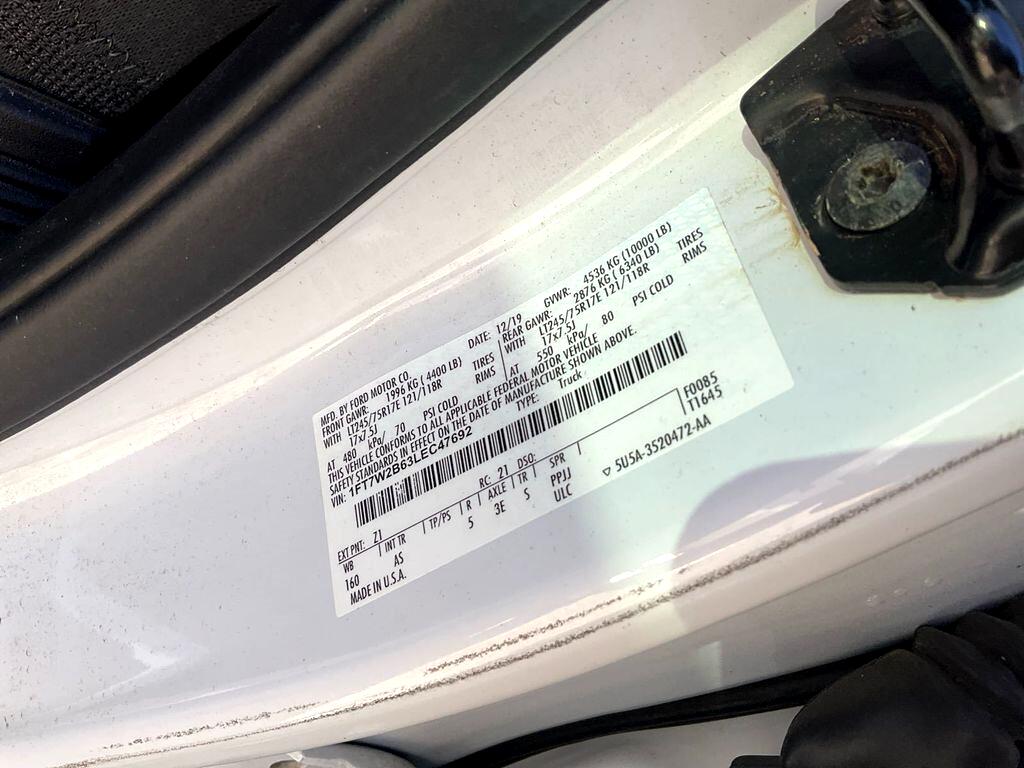 MFD. BY FORD MOTOR CO.
DATE: 12/19
GVWR: 4536 KG (10000 LB)
FRONT GAWR: 1996 KG ( 4400 LB)
REAR GAWR: 2876 KG ( 6340 LB)
WITH LT245/75R17E 121/118R TIRES
WITH LT245/75R17E 121/118R TIRES
17x7.5J RIMS
17x7.5J RIMS
AT 480 kPa/ 70 PSI COLD
AT 550 kPa/ 80 PSI COLD
THIS VEHICLE CONFORMS TO ALL APPLICABLE FEDERAL MOTOR VEHICLE
SAFETY STANDARDS IN EFFECT ON THE DATE OF MANUFACTURE SHOWN ABOVE.
VIN: 1FT7W2B63LEC47692
TYPE: Truck
F0085
T1645
EXT PNT: Z1 RC: 21 DSO:
WB INT TR TP/PS R AXLE TR SPR
160 AS 5 3E S PPJJ
ULC
MADE IN U.S.A.
▽ 5U5A-3520472-AA